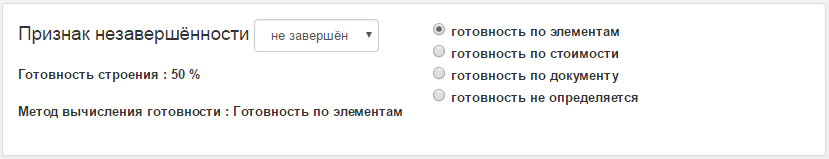 Признак незавершённости не завершён
Готовность строения : 50 %
Метод вычисления готовности : Готовность по элементам
готовность по элементам
готовность по стоимости
готовность по документу
готовность не определяется